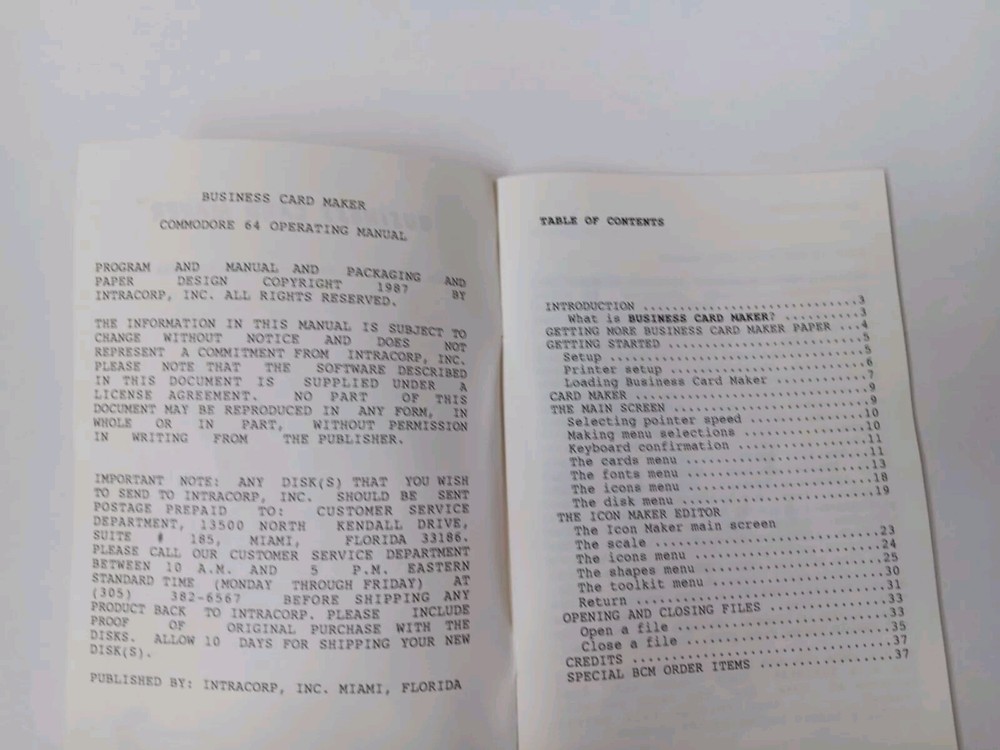 BUSINESS CARD MAKER
COMMODORE 64 OPERATING MANUAL
PROGRAM AND MANUAL AND PACKAGING AND
PAPER DESIGN COPYRIGHT 1987 BY
INTRACORP, INC. ALL RIGHTS RESERVED.
THE INFORMATION IN THIS MANUAL IS SUBJECT TO
CHANGE WITHOUT NOTICE AND DOES NOT
REPRESENT A COMMITMENT FROM INTRACORP, INC.
PLEASE NOTE THAT THE SOFTWARE DESCRIBED
IN THIS DOCUMENT IS SUPPLIED UNDER A
LICENSE AGREEMENT. NO PART OF THIS
DOCUMENT MAY BE REPRODUCED IN ANY FORM, IN
WHOLE OR IN PART, WITHOUT PERMISSION
IN WRITING FROM THE PUBLISHER.
IMPORTANT NOTE: ANY DISK(S) THAT YOU WISH
TO SEND TO INTRACORP, INC. SHOULD BE SENT
POSTAGE PREPAID TO: CUSTOMER SERVICE
DEPARTMENT, 13500 NORTH KENDALL DRIVE,
SUITE # 185, MIAMI, FLORIDA 33186.
PLEASE CALL OUR CUSTOMER SERVICE DEPARTMENT
BETWEEN 10 A.M. AND 5 P.M. EASTERN
STANDARD TIME (MONDAY THROUGH FRIDAY) AT
(305) 382-6567 BEFORE SHIPPING ANY
PRODUCT BACK TO INTRACORP. PLEASE INCLUDE
PROOF OF ORIGINAL PURCHASE WITH THE
DISKS. ALLOW 10 DAYS FOR SHIPPING YOUR NEW
DISK(S).
PUBLISHED BY: INTRACORP, INC. MIAMI, FLORIDA
TABLE OF CONTENTS
INTRODUCTION ............................3
What is BUSINESS CARD MAKER? ..........3
GETTING MORE BUSINESS CARD MAKER PAPER ...4
GETTING STARTED .........................5
Setup .................................5
Printer setup .........................6
Loading Business Card Maker ...........7
CARD MAKER ..............................9
THE MAIN SCREEN .........................9
Selecting pointer speed ..............10
Making menu selections ...............10
Keyboard confirmation ................11
The cards menu .......................11
The fonts menu .......................13
The icons menu .......................18
The disk menu ........................19
THE ICON MAKER EDITOR
The Icon Maker main screen
The scale ............................23
The icons menu .......................24
The shapes menu ......................25
The toolkit menu .....................30
Return ...............................31
OPENING AND CLOSING FILES ..............33
Open a file ..........................33
Close a file .........................35
CREDITS ................................37
SPECIAL BCM ORDER ITEMS ................37